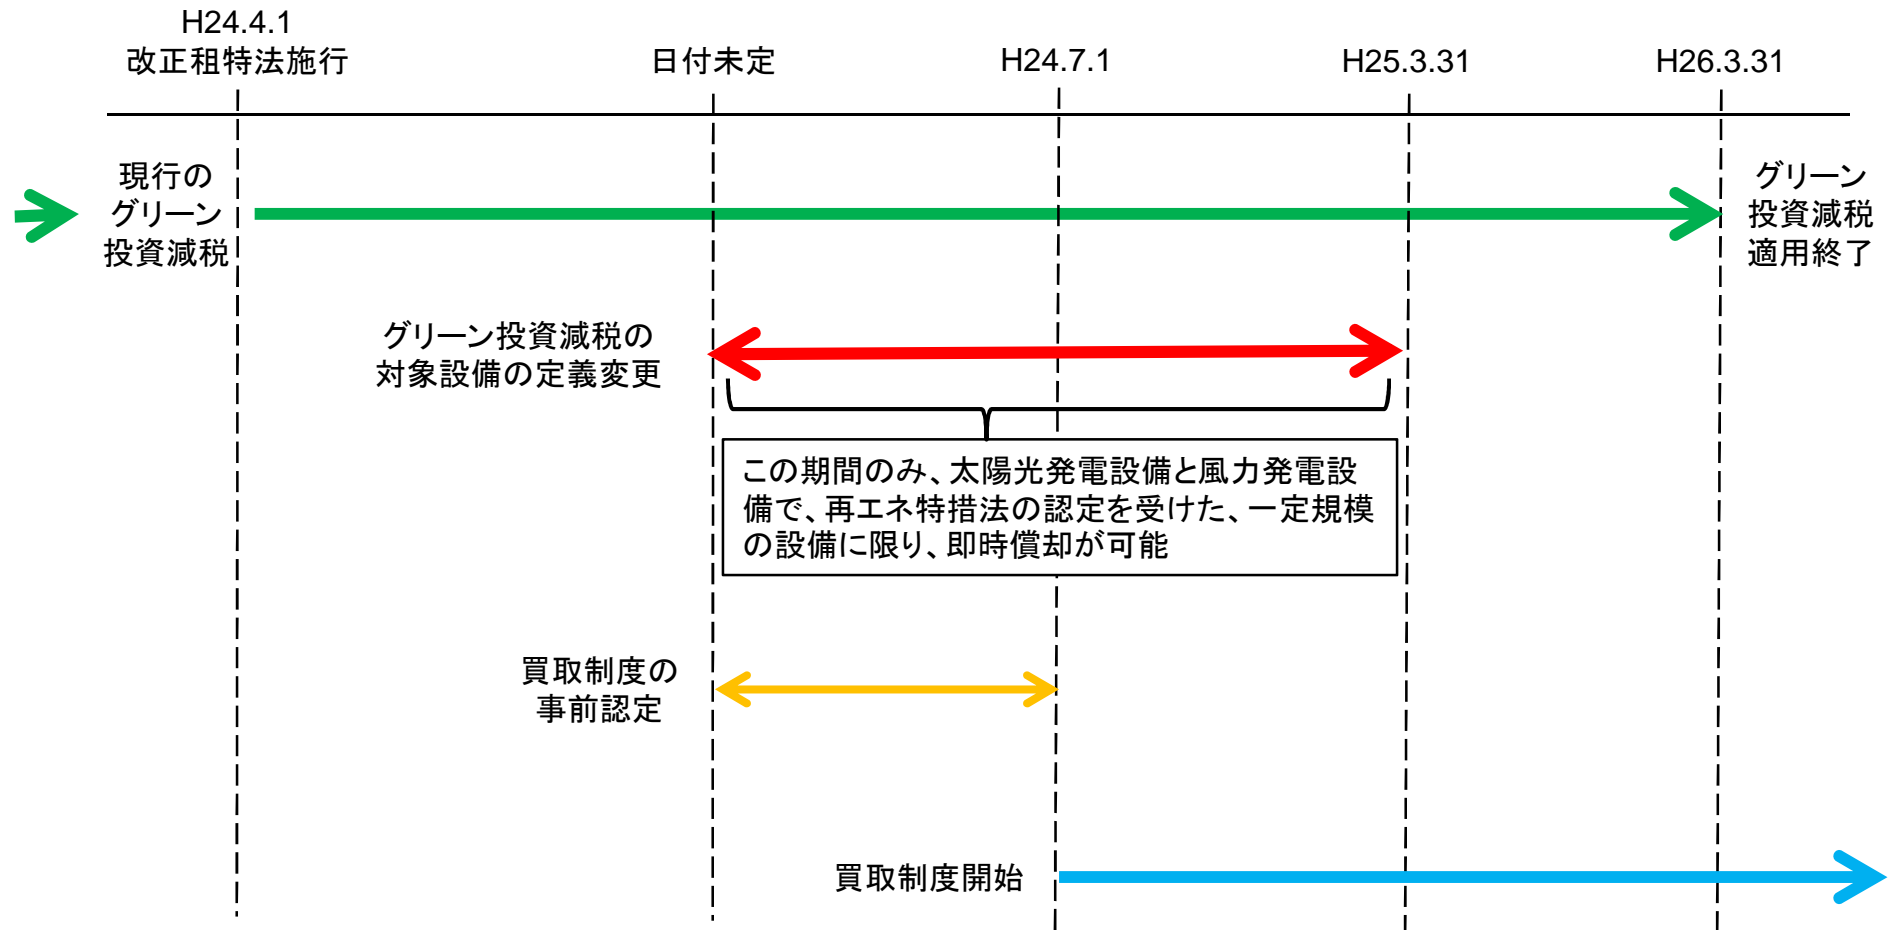 H24.4.1
改正租特法施行
日付未定
H24.7.1
H25.3.31
H26.3.31
現行の
グリーン
投資減税
グリーン
投資減税
適用終了
グリーン投資減税の
対象設備の定義変更
この期間のみ、太陽光発電設備と風力発電設
備で、再エネ特措法の認定を受けた、一定規模
の設備に限り、即時償却が可能
買取制度の
事前認定
買取制度開始